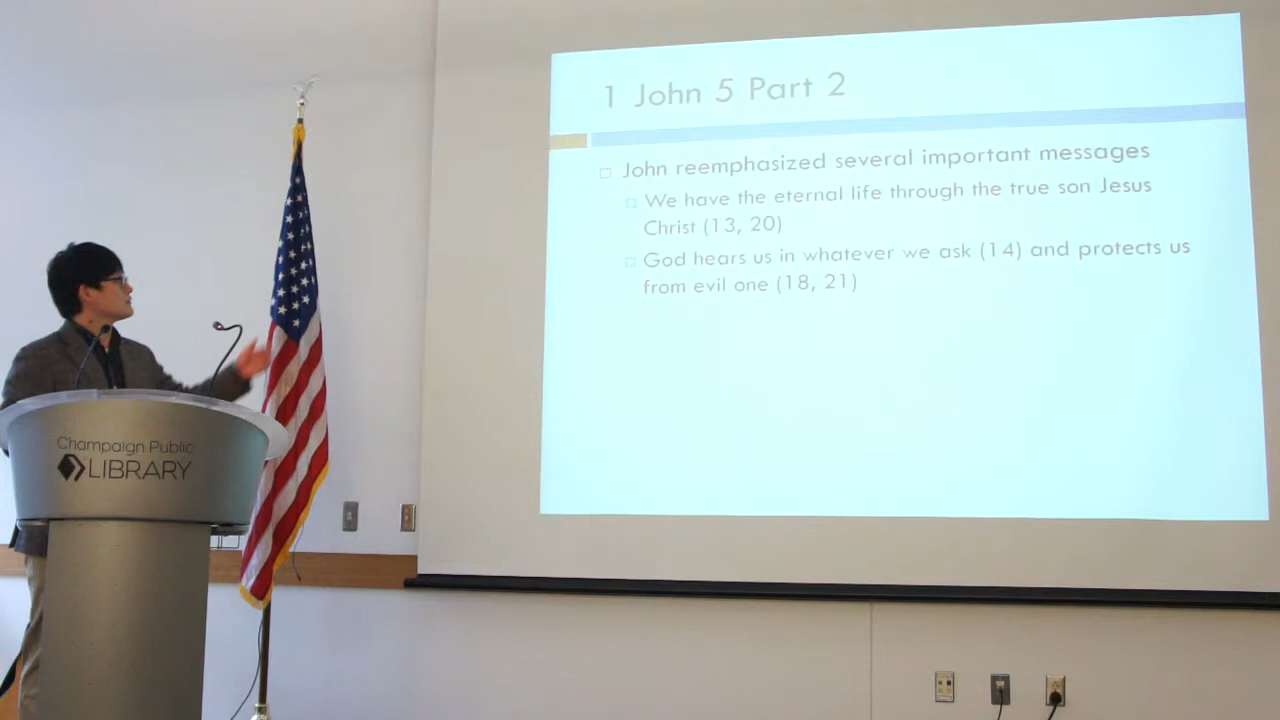 1 John 5 Part 2
John reemphasized several important messages
We have the eternal life through the true son Jesus
Christ (13, 20)
God hears us in whatever we ask (14) and protects us
from evil one (18, 21)
Champaign Public
LIBRARY